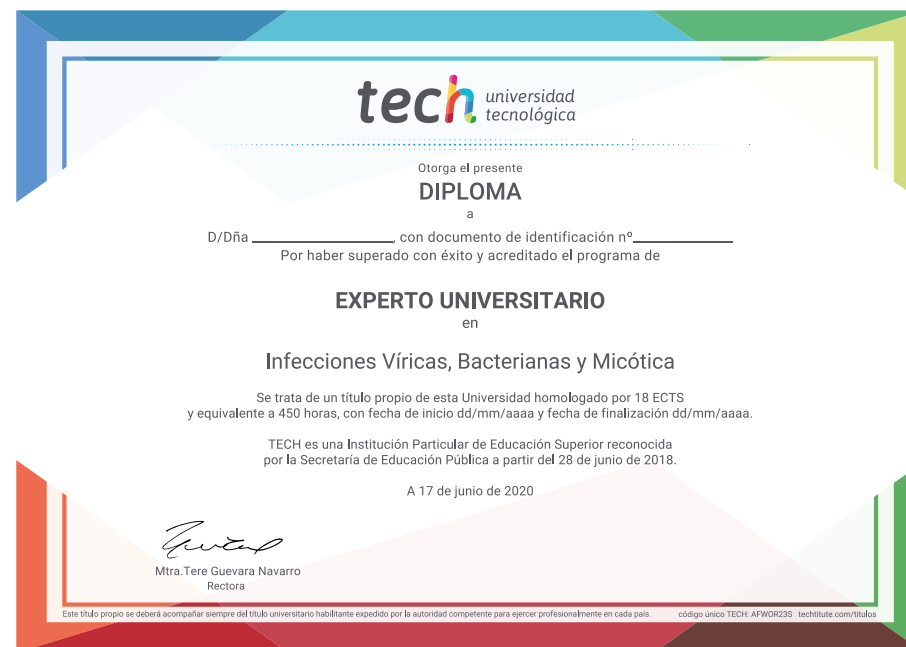 tech universidad
tecnológica
Otorga el presente
DIPLOMA
a
D/Dña , con documento de identificación nº
Por haber superado con éxito y acreditado el programa de
EXPERTO UNIVERSITARIO
en
Infecciones Víricas, Bacterianas y Micótica
Se trata de un título propio de esta Universidad homologado por 18 ECTS
y equivalente a 450 horas, con fecha de inicio dd/mm/aaaa y fecha de finalización dd/mm/aaaa.
TECH es una Institución Particular de Educación Superior reconocida
por la Secretaría de Educación Pública a partir del 28 de junio de 2018.
A 17 de junio de 2020
Mtra.Tere Guevara Navarro
Rectora
Este título propio se deberá acompañar siempre del título universitario habilitante expedido por la autoridad competente para ejercer profesionalmente en cada país. código único TECH: AFWOR23S techtitute.com/titulos